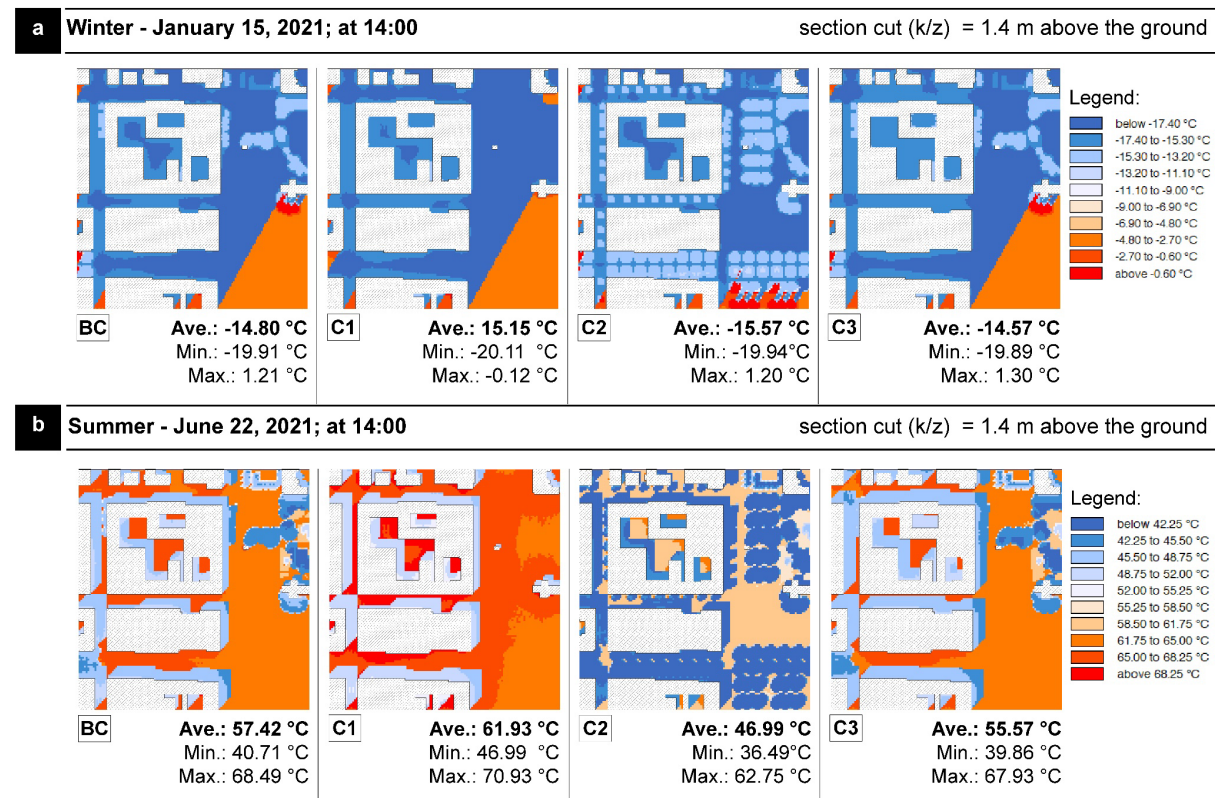 a Winter - January 15, 2021; at 14:00 section cut (k/z) = 1.4 m above the ground
Legend:
below -17.40 °C
-17.40 to -15.30 °C
-15.30 to -13.20 °C
-13.20 to -11.10 °C
-11.10 to -9.00 °C
-9.00 to -6.90 °C
-6.90 to -4.80 °C
-4.80 to -2.70 °C
-2.70 to -0.60 °C
above -0.60 °C
BC Ave.: -14.80 °C
Min.: -19.91 °C
Max.: 1.21 °C
C1 Ave.: 15.15 °C
Min.: -20.11 °C
Max.: -0.12 °C
C2 Ave.: -15.57 °C
Min.: -19.94°C
Max.: 1.20 °C
C3 Ave.: -14.57 °C
Min.: -19.89 °C
Max.: 1.30 °C
b Summer - June 22, 2021; at 14:00 section cut (k/z) = 1.4 m above the ground
Legend:
below 42.25 °C
42.25 to 45.50 °C
45.50 to 48.75 °C
48.75 to 52.00 °C
52.00 to 55.25 °C
55.25 to 58.50 °C
58.50 to 61.75 °C
61.75 to 65.00 °C
65.00 to 68.25 °C
above 68.25 °C
BC Ave.: 57.42 °C
Min.: 40.71 °C
Max.: 68.49 °C
C1 Ave.: 61.93 °C
Min.: 46.99 °C
Max.: 70.93 °C
C2 Ave.: 46.99 °C
Min.: 36.49°C
Max.: 62.75 °C
C3 Ave.: 55.57 °C
Min.: 39.86 °C
Max.: 67.93 °C